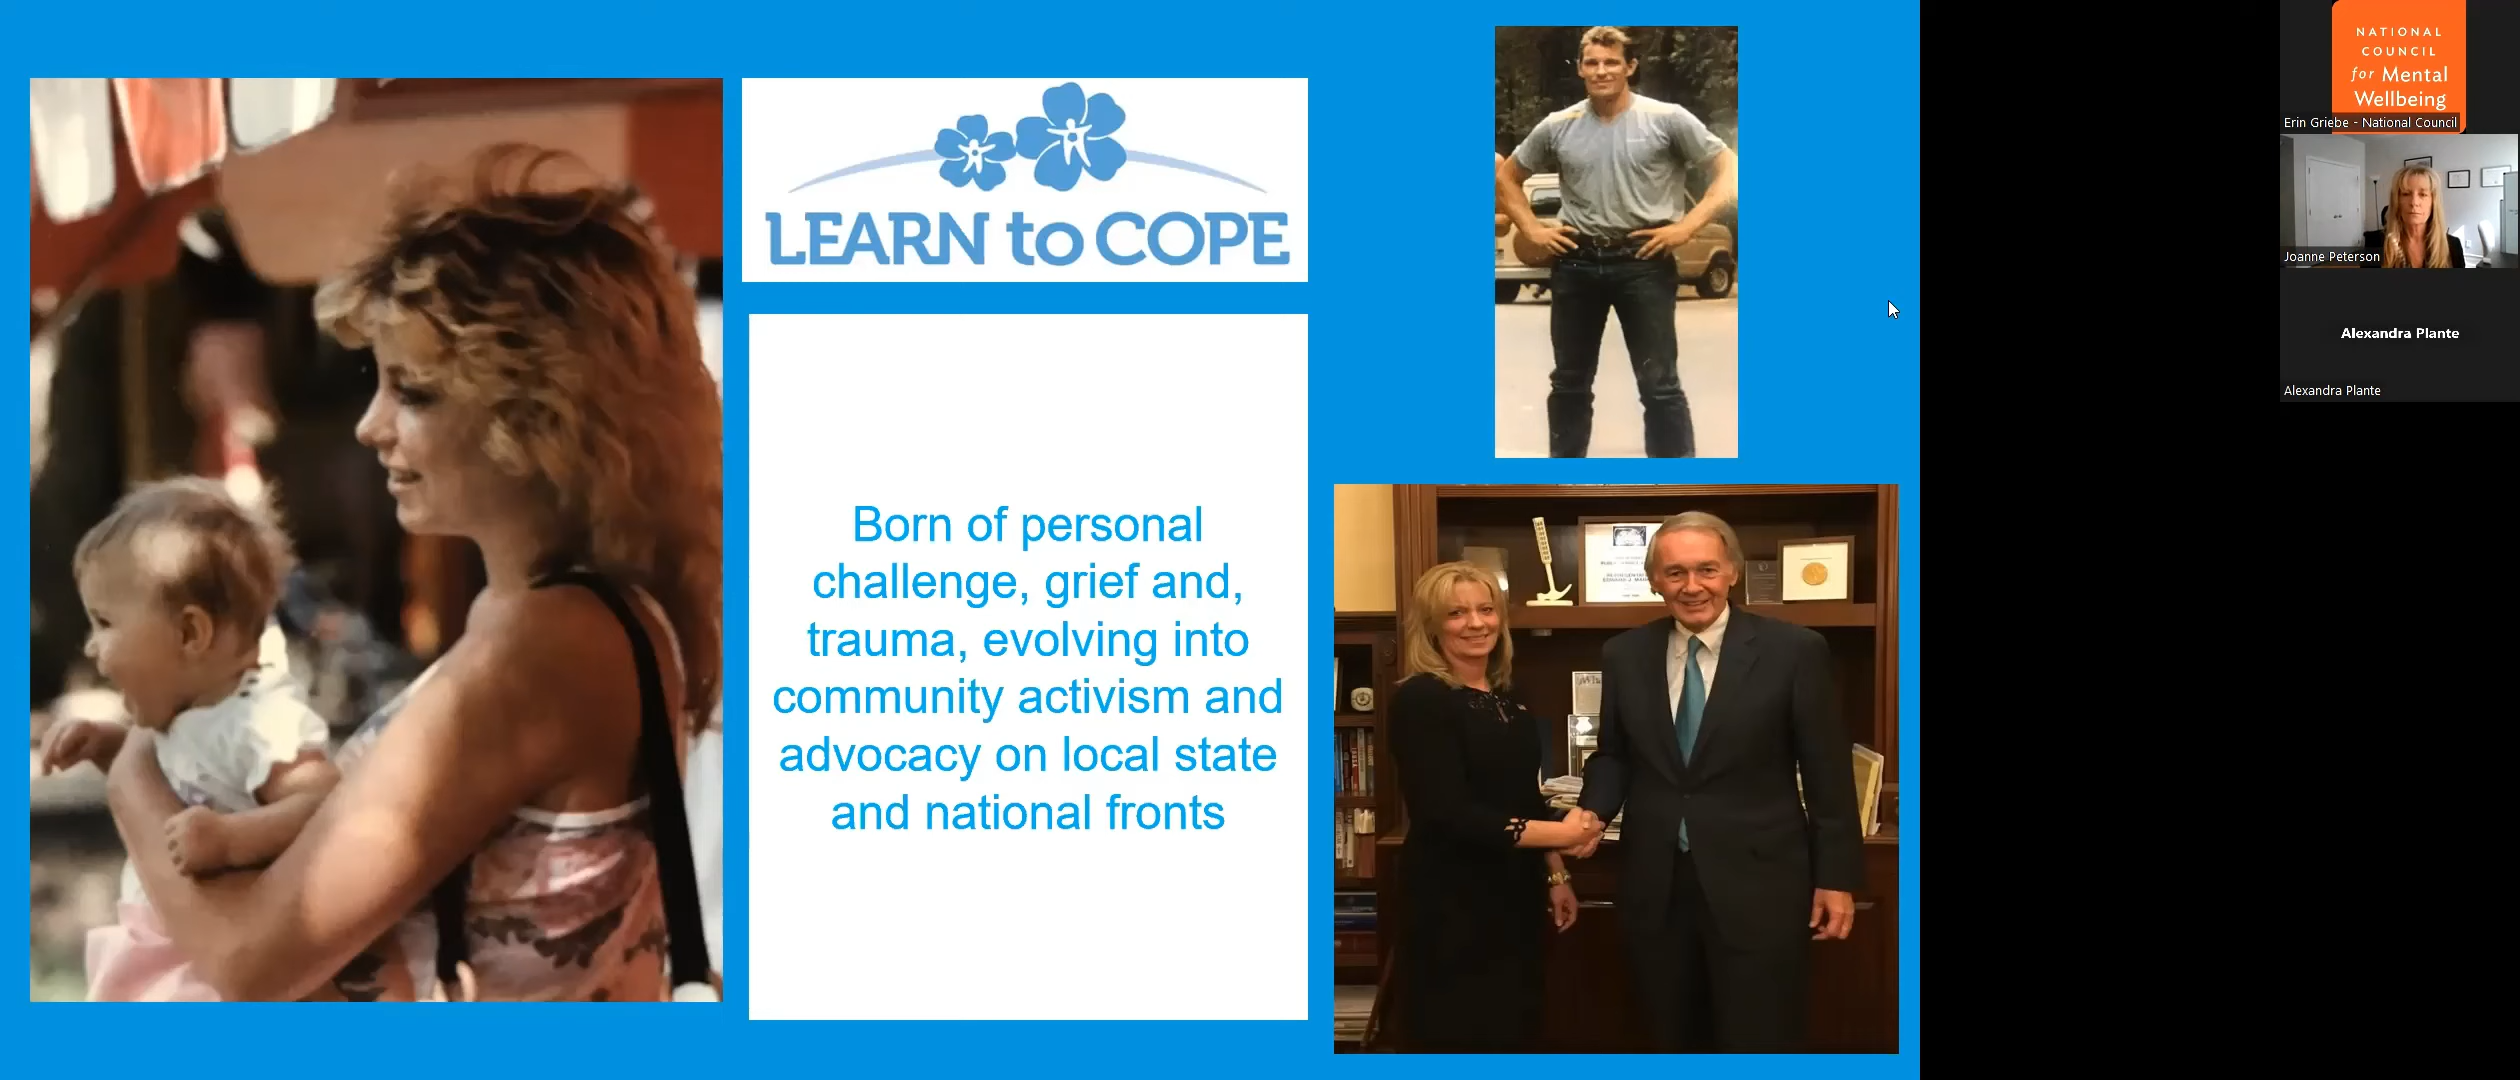 LEARN to COPE
Born of personal
challenge, grief and,
trauma, evolving into
community activism and
advocacy on local state
and national fronts
NATIONAL
COUNCIL
for Mental
Wellbeing
Erin Griebe - National Council
Joanne Peterson
Alexandra Plante
Alexandra Plante